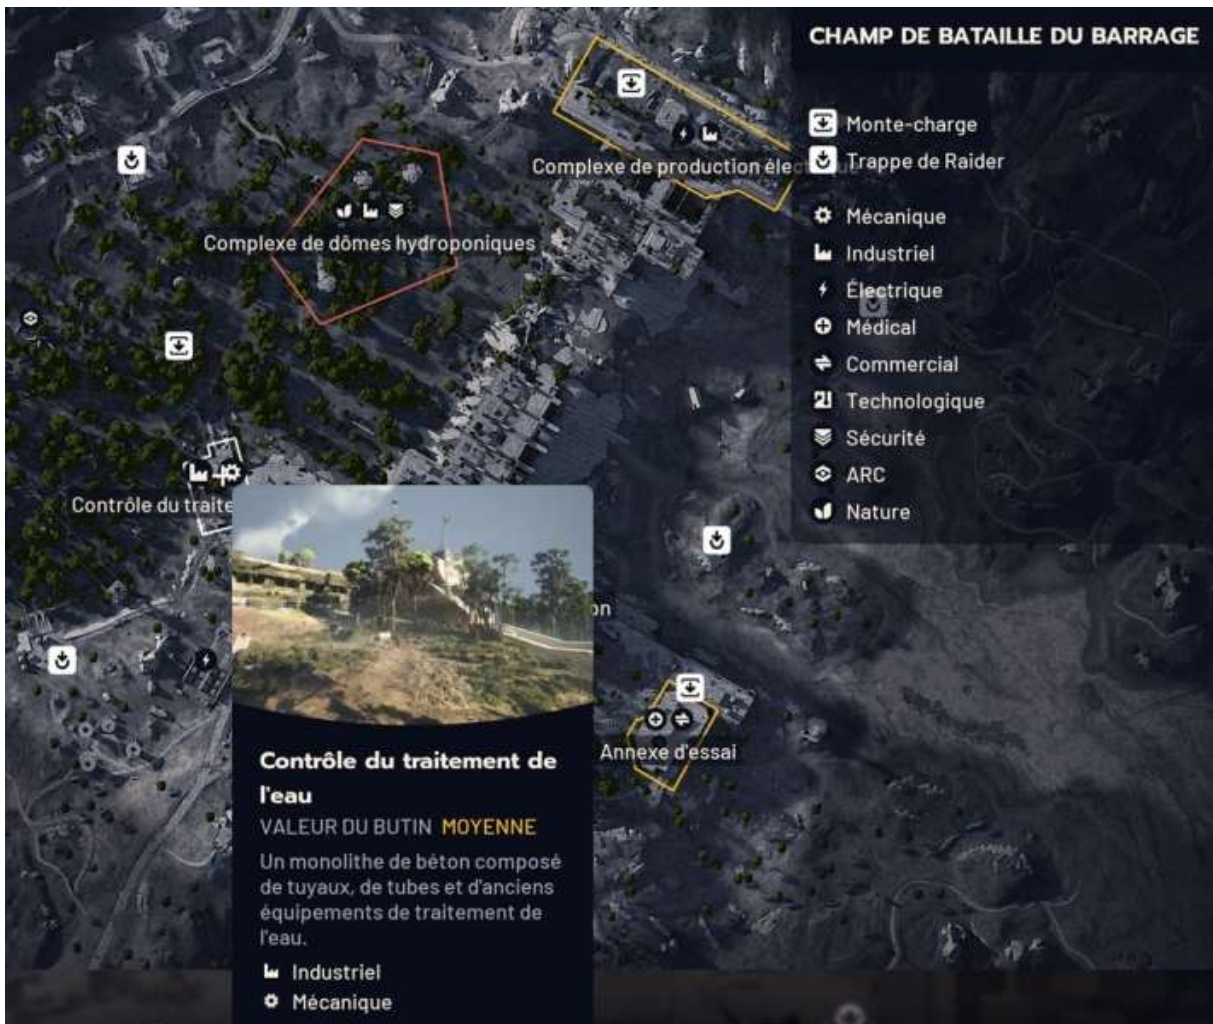 CHAMP DE BATAILLE DU BARRAGE
Monte-charge
Trappe de Raider
Mécanique
Industriel
Électrique
Médical
Commercial
Technologique
Sécurité
ARC
Nature
Complexe de production élec
Complexe de dômes hydroponiques
Contrôle du traite
on
Annexe d'essai
Contrôle du traitement de
l'eau
VALEUR DU BUTIN MOYENNE
Un monolithe de béton composé
de tuyaux, de tubes et d'anciens
équipements de traitement de
l'eau.
Industriel
Mécanique